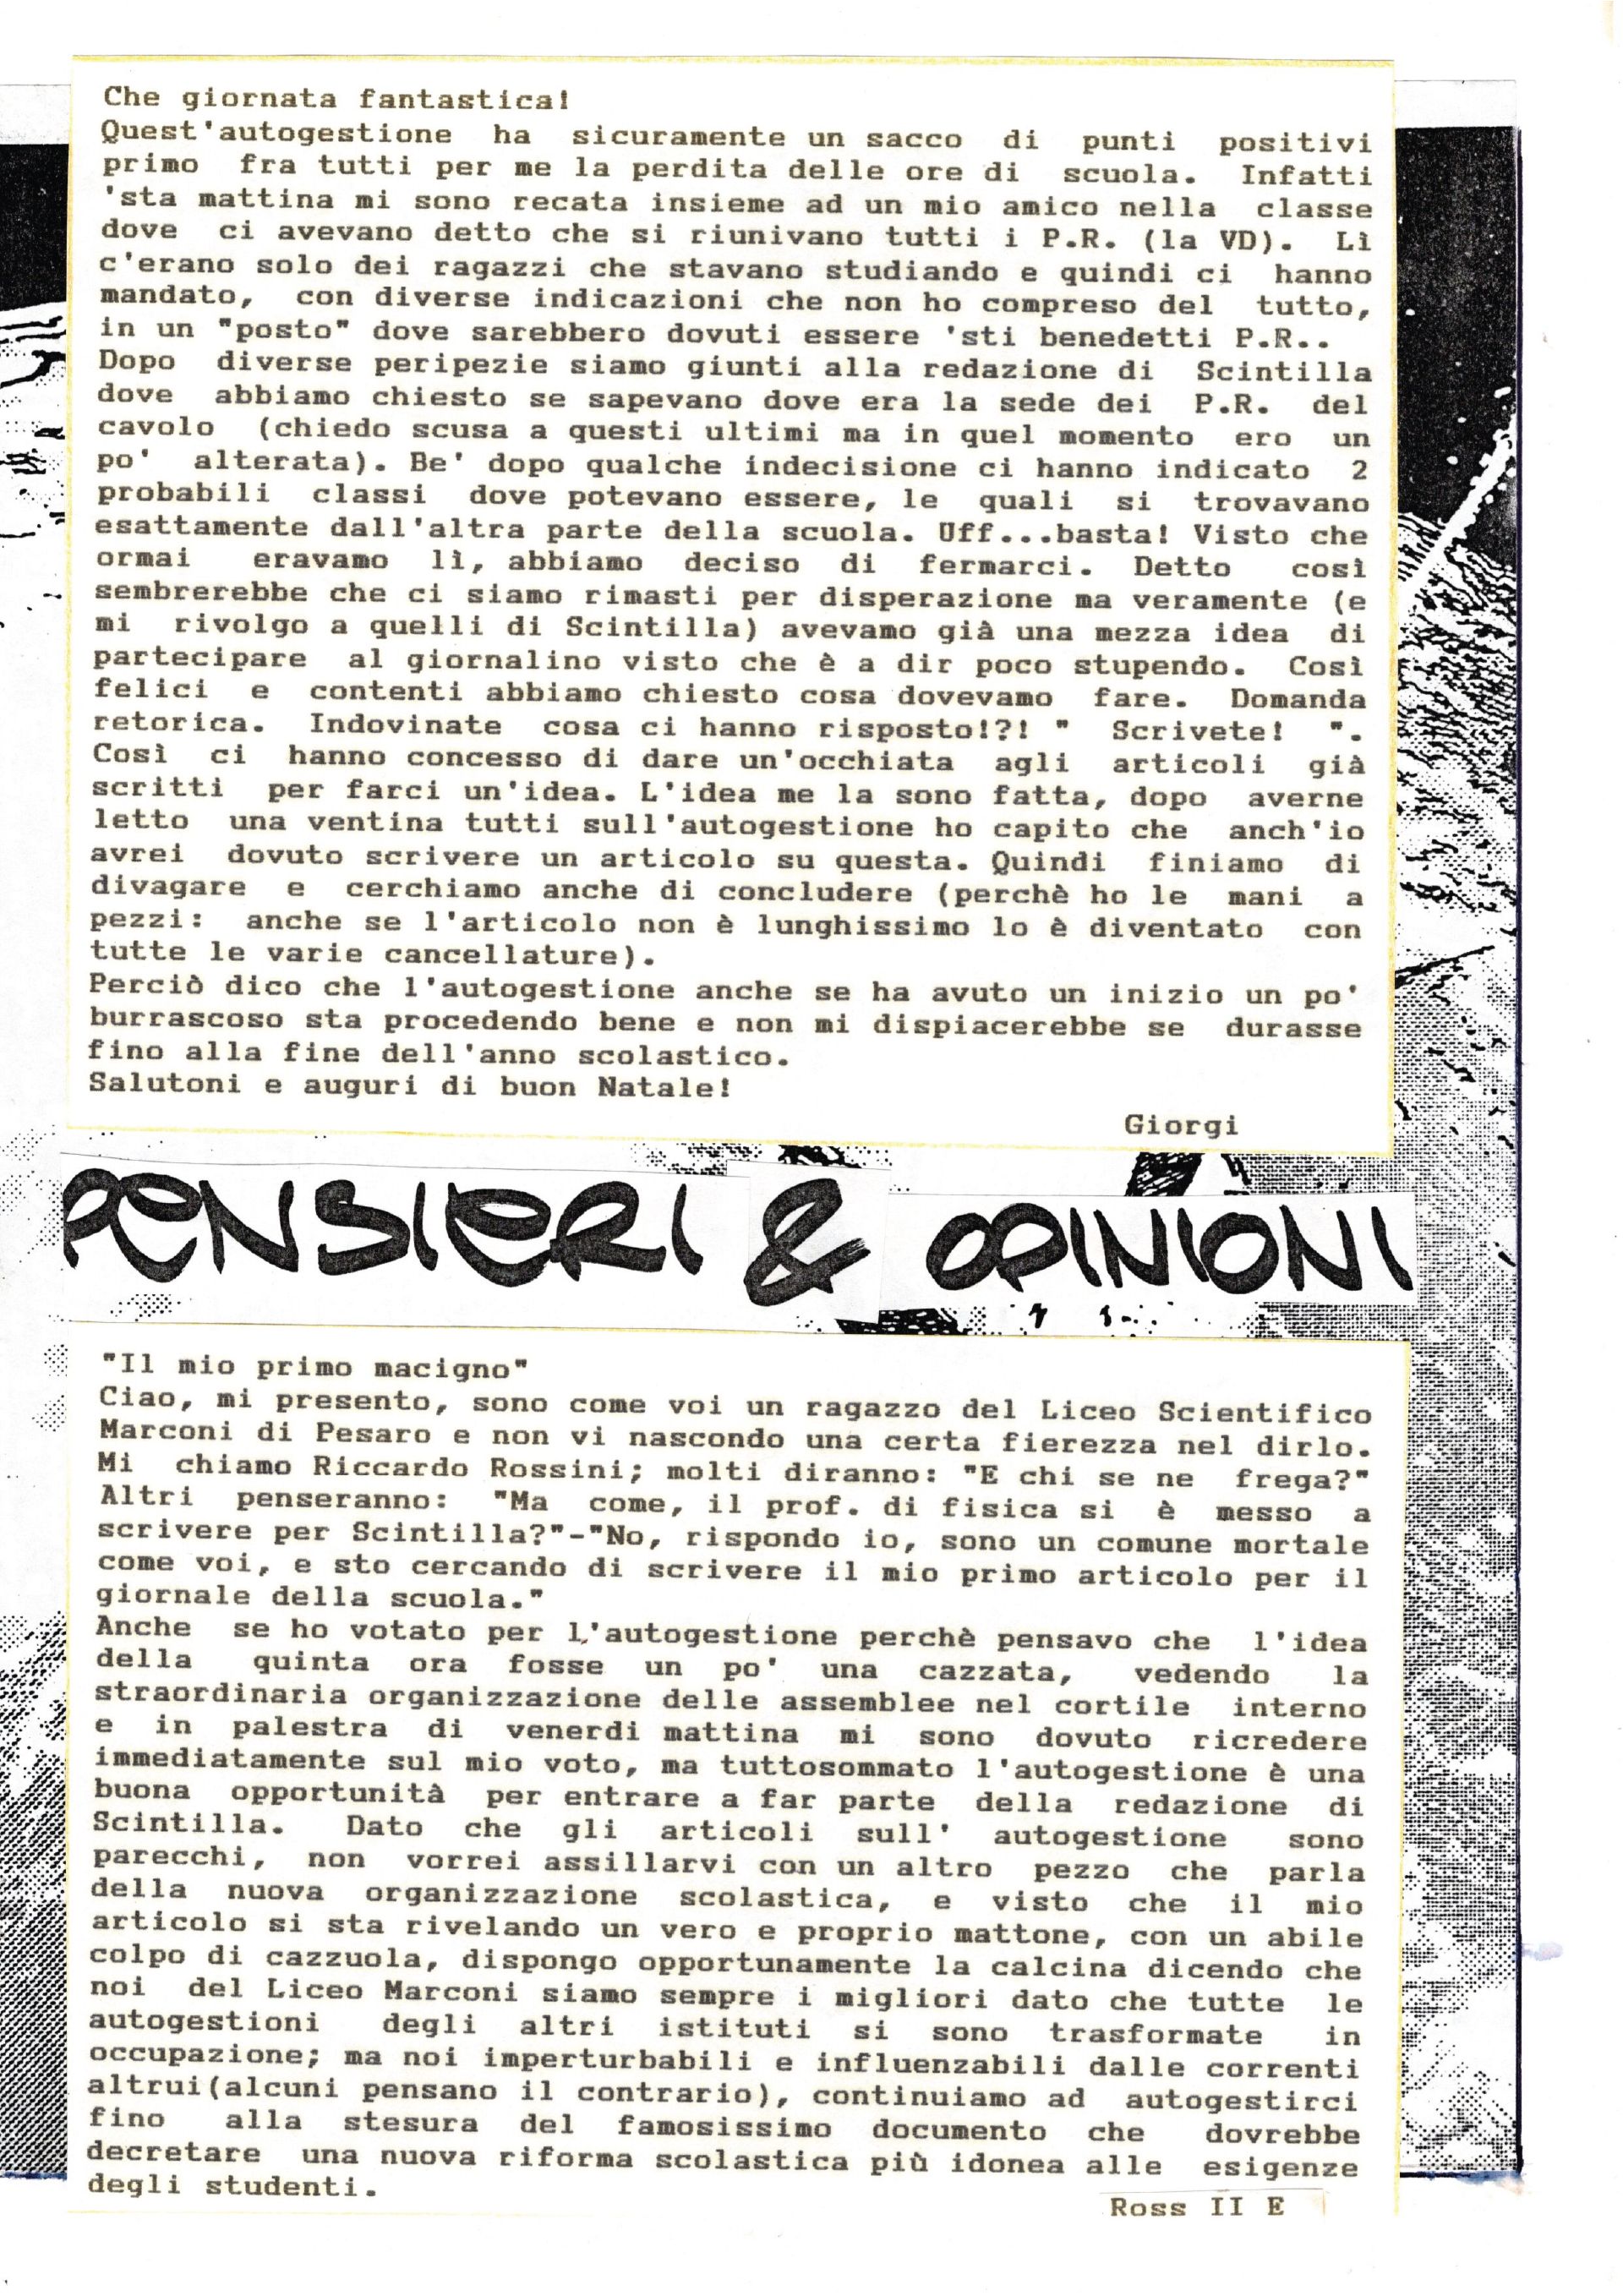 Che giornata fantastica!
Quest'autogestione ha sicuramente un sacco di punti positivi
primo fra tutti per me la perdita delle ore di scuola. Infatti
'sta mattina mi sono recata insieme ad un mio amico nella classe
dove ci avevano detto che si riunivano tutti i P.R. (la VD). Lì
c'erano solo dei ragazzi che stavano studiando e quindi ci hanno
mandato, con diverse indicazioni che non ho compreso del tutto,
in un "posto" dove sarebbero dovuti essere 'sti benedetti P.R..
Dopo diverse peripezie siamo giunti alla redazione di Scintilla
dove abbiamo chiesto se sapevano dove era la sede dei P.R. del
cavolo (chiedo scusa a questi ultimi ma in quel momento ero un
po' alterata). Be' dopo qualche indecisione ci hanno indicato 2
probabili classi dove potevano essere, le quali si trovavano
esattamente dall'altra parte della scuola. Uff...basta! Visto che
ormai eravamo lì, abbiamo deciso di fermarci. Detto così
sembrerebbe che ci siamo rimasti per disperazione ma veramente (e
mi rivolgo a quelli di Scintilla) avevamo già una mezza idea di
partecipare al giornalino visto che è a dir poco stupendo. Così
felici e contenti abbiamo chiesto cosa dovevamo fare. Domanda
retorica. Indovinate cosa ci hanno risposto!?! " Scrivete! ".
Così ci hanno concesso di dare un'occhiata agli articoli già
scritti per farci un'idea. L'idea me la sono fatta, dopo averne
letto una ventina tutti sull'autogestione ho capito che anch'io
avrei dovuto scrivere un articolo su questa. Quindi finiamo di
divagare e cerchiamo anche di concludere (perchè ho le mani a
pezzi: anche se l'articolo non è lunghissimo lo è diventato con
tutte le varie cancellature).
Perciò dico che l'autogestione anche se ha avuto un inizio un po'
burrascoso sta procedendo bene e non mi dispiacerebbe se durasse
fino alla fine dell'anno scolastico.
Salutoni e auguri di buon Natale!
Giorgi
PENSIERI & OPINIONI
"Il mio primo macigno"
Ciao, mi presento, sono come voi un ragazzo del Liceo Scientifico
Marconi di Pesaro e non vi nascondo una certa fierezza nel dirlo.
Mi chiamo Riccardo Rossini; molti diranno: "E chi se ne frega?"
Altri penseranno: "Ma come, il prof. di fisica si è messo a
scrivere per Scintilla?"-"No, rispondo io, sono un comune mortale
come voi, e sto cercando di scrivere il mio primo articolo per il
giornale della scuola."
Anche se ho votato per l'autogestione perchè pensavo che l'idea
della quinta ora fosse un po' una cazzata, vedendo la
straordinaria organizzazione delle assemblee nel cortile interno
e in palestra di venerdi mattina mi sono dovuto ricredere
immediatamente sul mio voto, ma tuttosommato l'autogestione è una
buona opportunità per entrare a far parte della redazione di
Scintilla. Dato che gli articoli sull' autogestione sono
parecchi, non vorrei assillarvi con un altro pezzo che parla
della nuova organizzazione scolastica, e visto che il mio
articolo si sta rivelando un vero e proprio mattone, con un abile
colpo di cazzuola, dispongo opportunamente la calcina dicendo che
noi del Liceo Marconi siamo sempre i migliori dato che tutte le
autogestioni degli altri istituti si sono trasformate in
occupazione; ma noi imperturbabili e influenzabili dalle correnti
altrui(alcuni pensano il contrario), continuiamo ad autogestirci
fino alla stesura del famosissimo documento che dovrebbe
decretare una nuova riforma scolastica più idonea alle esigenze
degli studenti.
Ross II E